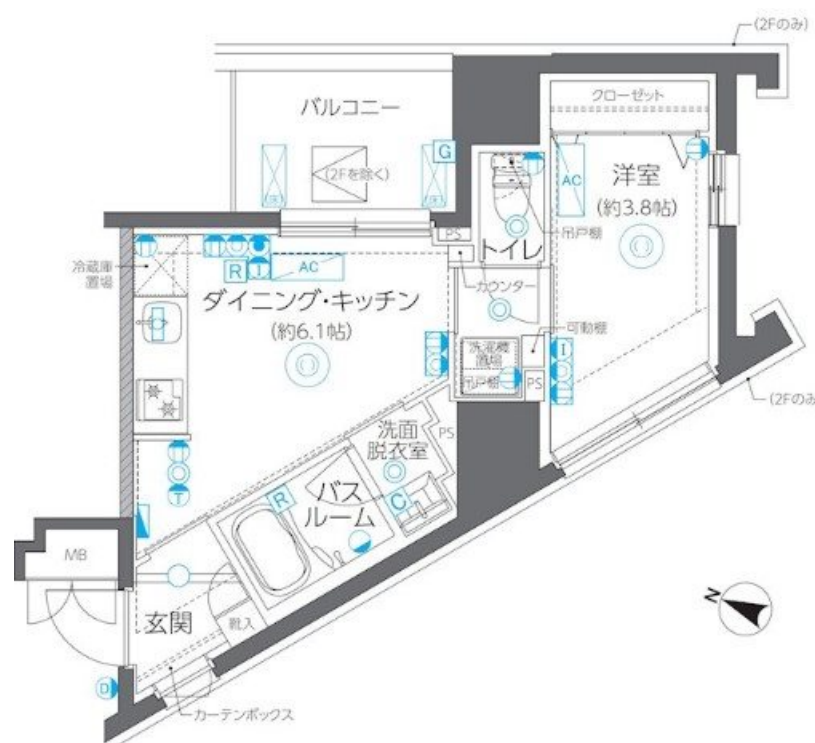 (2Fのみ)
クローゼット
バルコニー
G
(2Fを除く)
床
床
AC
洋室
(約3.8帖)
吊戸棚
トイレ
PS
冷蔵庫
置場
R
AC
カウンター
ダイニング・キッチン
(約6.1帖)
可動棚
洗濯機
置場
吊戸棚
PS
I
(2Fのみ)
洗面
脱衣室
PS
R
バス
ルーム
C
T
MB
N
玄関
靴入
D
カーテンボックス